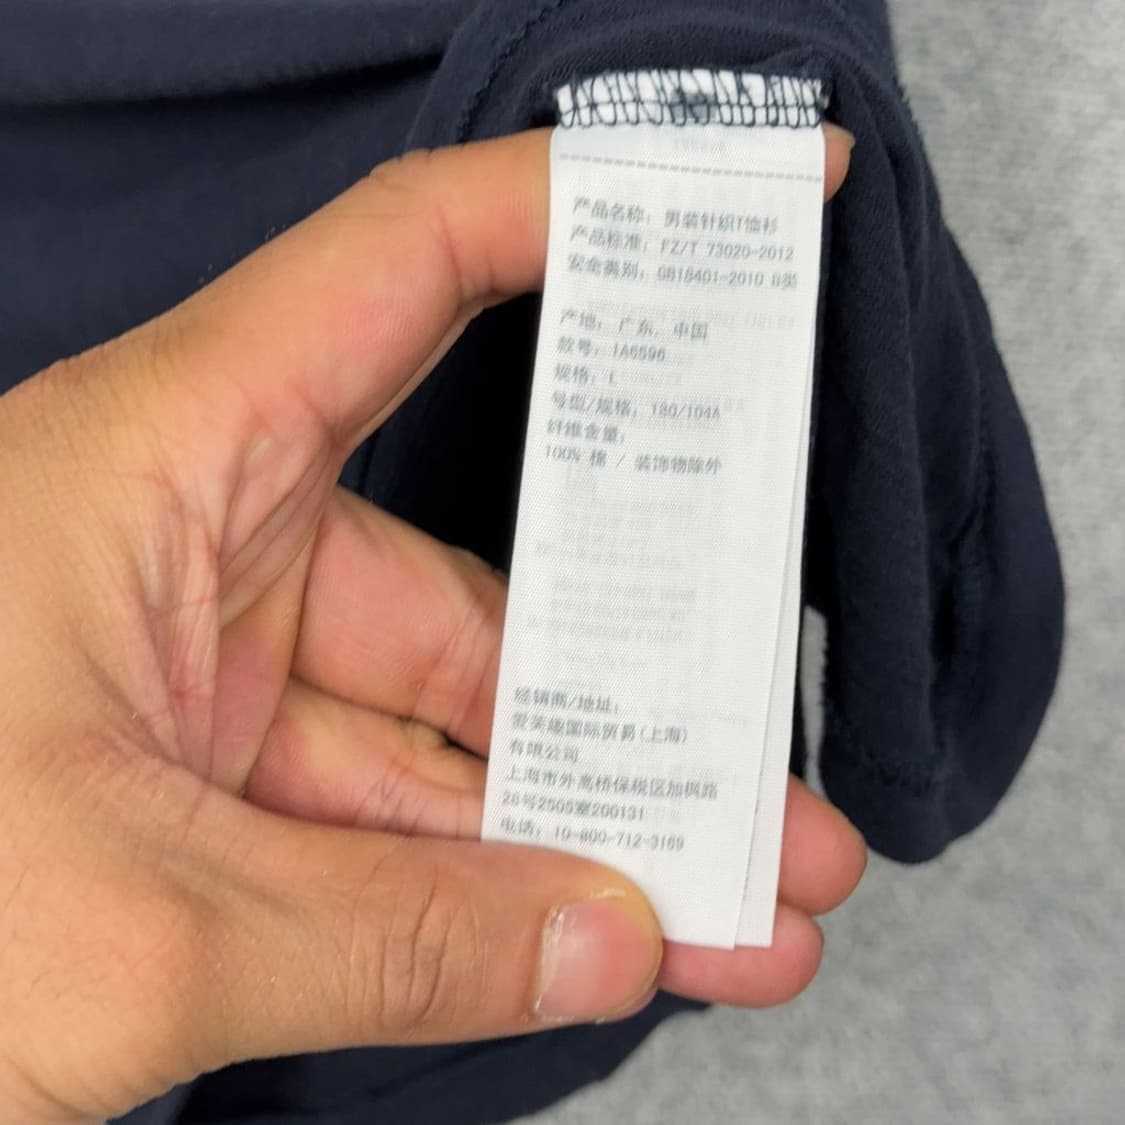 产品名称：男装针织T恤衫
产品标准：FZ/T 73020-2012
安全类别：GB18401-2010 B类
产地：广东，中国
款号：1A6596
规格：L
号型/规格：180/104A
纤维含量：
100% 棉 / 装饰物除外
经销商/地址：
爱芙趣国际贸易(上海)
有限公司
上海市外高桥保税区加枫路
26号2505室200131
电话：10-800-712-3169